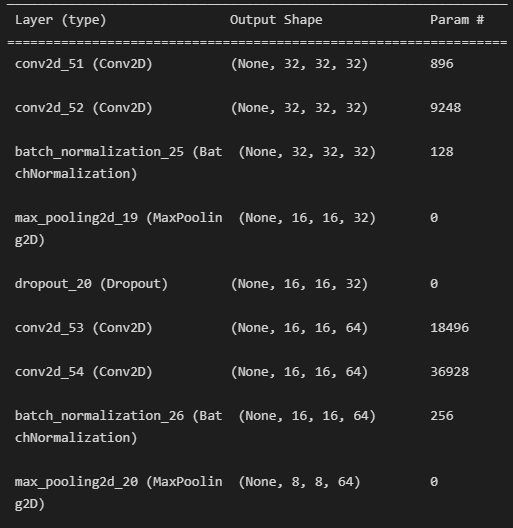 Layer (type) Output Shape Param #
=================================================================
conv2d_51 (Conv2D) (None, 32, 32, 32) 896
conv2d_52 (Conv2D) (None, 32, 32, 32) 9248
batch_normalization_25 (Bat (None, 32, 32, 32) 128
chNormalization)
max_pooling2d_19 (MaxPoolin (None, 16, 16, 32) 0
g2D)
dropout_20 (Dropout) (None, 16, 16, 32) 0
conv2d_53 (Conv2D) (None, 16, 16, 64) 18496
conv2d_54 (Conv2D) (None, 16, 16, 64) 36928
batch_normalization_26 (Bat (None, 16, 16, 64) 256
chNormalization)
max_pooling2d_20 (MaxPoolin (None, 8, 8, 64) 0
g2D)